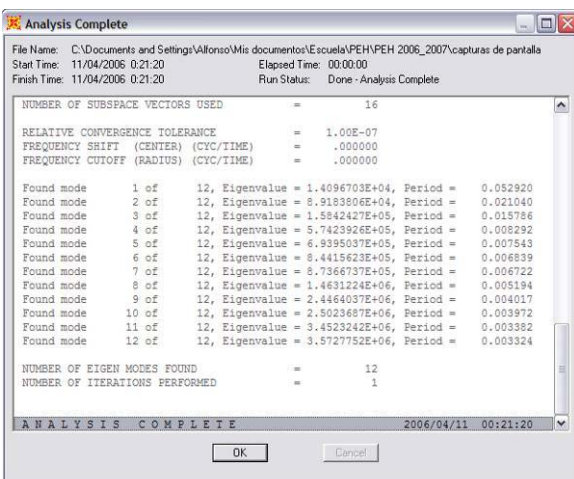 Analysis Complete
File Name: C:\Documents and Settings\Alfonso\Mis documentos\Escuela\PEH\PEH 2006_2007\capturas de pantalla
Start Time: 11/04/2006 0:21:20 Elapsed Time: 00:00:00
Finish Time: 11/04/2006 0:21:20 Run Status: Done - Analysis Complete
NUMBER OF SUBSPACE VECTORS USED = 16
RELATIVE CONVERGENCE TOLERANCE = 1.00E-07
FREQUENCY SHIFT (CENTER) (CYC/TIME) = .000000
FREQUENCY CUTOFF (RADIUS) (CYC/TIME) = .000000
Found mode 1 of 12, Eigenvalue = 1.4096703E+04, Period = 0.052920
Found mode 2 of 12, Eigenvalue = 8.9183806E+04, Period = 0.021040
Found mode 3 of 12, Eigenvalue = 1.5842427E+05, Period = 0.015786
Found mode 4 of 12, Eigenvalue = 5.7423926E+05, Period = 0.008292
Found mode 5 of 12, Eigenvalue = 6.9395037E+05, Period = 0.007543
Found mode 6 of 12, Eigenvalue = 8.4415623E+05, Period = 0.006839
Found mode 7 of 12, Eigenvalue = 8.7366737E+05, Period = 0.006722
Found mode 8 of 12, Eigenvalue = 1.4631224E+06, Period = 0.005194
Found mode 9 of 12, Eigenvalue = 2.4464037E+06, Period = 0.004017
Found mode 10 of 12, Eigenvalue = 2.5023687E+06, Period = 0.003972
Found mode 11 of 12, Eigenvalue = 3.4523242E+06, Period = 0.003382
Found mode 12 of 12, Eigenvalue = 3.5727752E+06, Period = 0.003324
NUMBER OF EIGEN MODES FOUND = 12
NUMBER OF ITERATIONS PERFORMED = 1
A N A L Y S I S C O M P L E T E 2006/04/11 00:21:20
OK Cancel